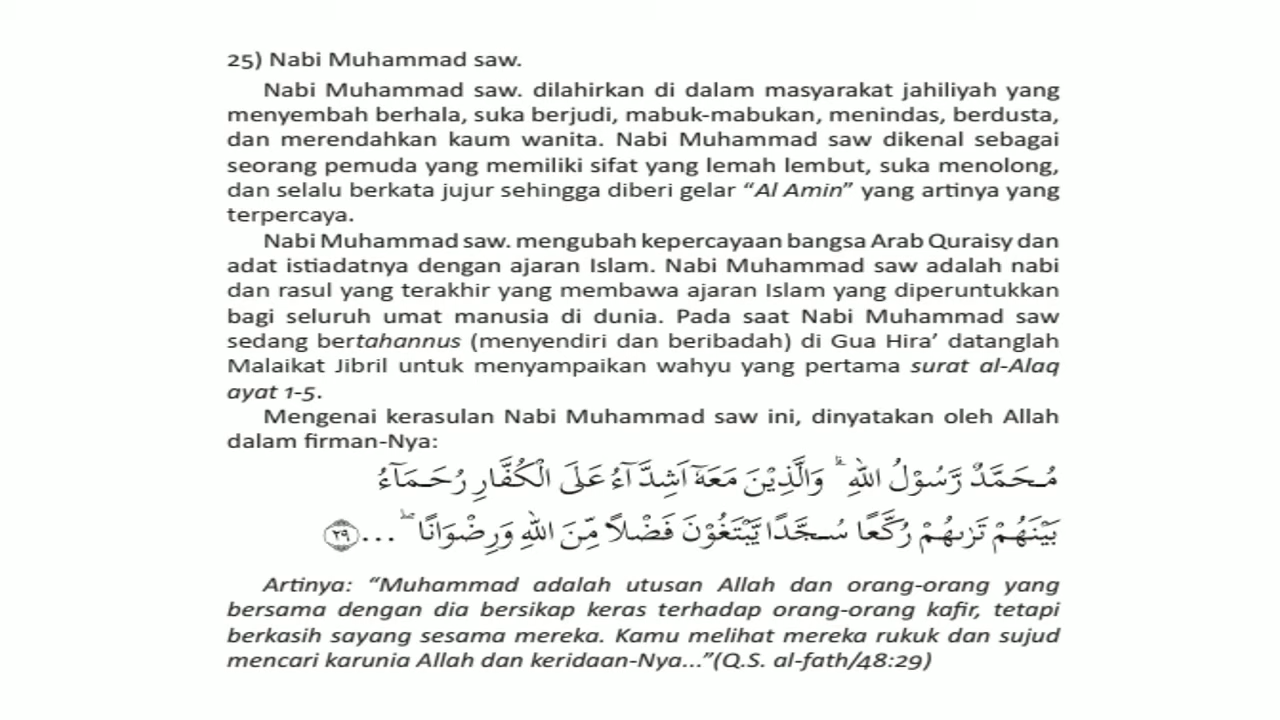 25) Nabi Muhammad saw.
Nabi Muhammad saw. dilahirkan di dalam masyarakat jahiliyah yang
menyembah berhala, suka berjudi, mabuk-mabukan, menindas, berdusta,
dan merendahkan kaum wanita. Nabi Muhammad saw dikenal sebagai
seorang pemuda yang memiliki sifat yang lemah lembut, suka menolong,
dan selalu berkata jujur sehingga diberi gelar “Al Amin” yang artinya yang
terpercaya.
Nabi Muhammad saw. mengubah kepercayaan bangsa Arab Quraisy dan
adat istiadatnya dengan ajaran Islam. Nabi Muhammad saw adalah nabi
dan rasul yang terakhir yang membawa ajaran Islam yang diperuntukkan
bagi seluruh umat manusia di dunia. Pada saat Nabi Muhammad saw
sedang bertahannus (menyendiri dan beribadah) di Gua Hira’ datanglah
Malaikat Jibril untuk menyampaikan wahyu yang pertama surat al-Alaq
ayat 1-5.
Mengenai kerasulan Nabi Muhammad saw ini, dinyatakan oleh Allah
dalam firman-Nya:
مُحَمَّدٌ رَّسُوْلُ اللهِ ۗ وَالَّذِيْنَ مَعَهٗٓ اَشِدَّآءُ عَلَى الْكُفَّارِ رُحَمَآءُ
بَيْنَهُمْ تَرٰىهُمْ رُكَّعًا سُجَّدًا يَّبْتَغُوْنَ فَضْلًا مِّنَ اللهِ وَرِضْوَانًا ۖ ... ٢٩
Artinya: “Muhammad adalah utusan Allah dan orang-orang yang
bersama dengan dia bersikap keras terhadap orang-orang kafir, tetapi
berkasih sayang sesama mereka. Kamu melihat mereka rukuk dan sujud
mencari karunia Allah dan keridaan-Nya...”(Q.S. al-fath/48:29)